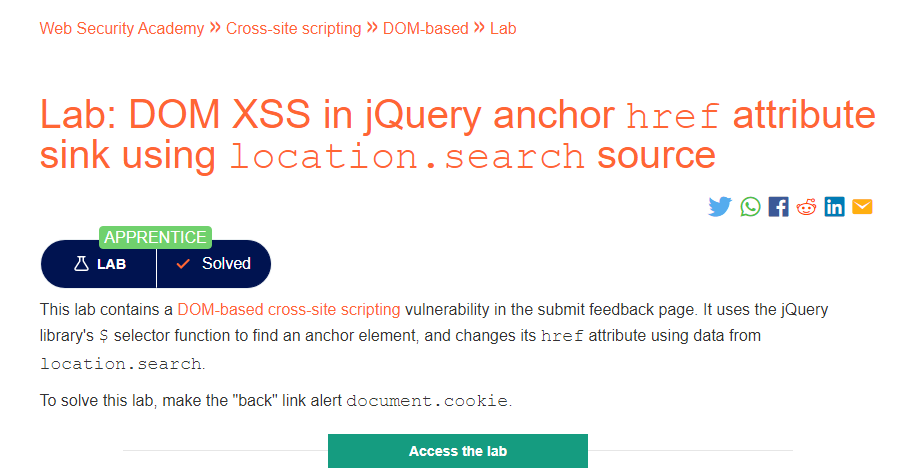 Web Security Academy » Cross-site scripting » DOM-based » Lab
Lab: DOM XSS in jQuery anchor href attribute
sink using location.search source
APPRENTICE
LAB Solved
This lab contains a DOM-based cross-site scripting vulnerability in the submit feedback page. It uses the jQuery
library's $ selector function to find an anchor element, and changes its href attribute using data from
location.search.
To solve this lab, make the "back" link alert document.cookie.
Access the lab